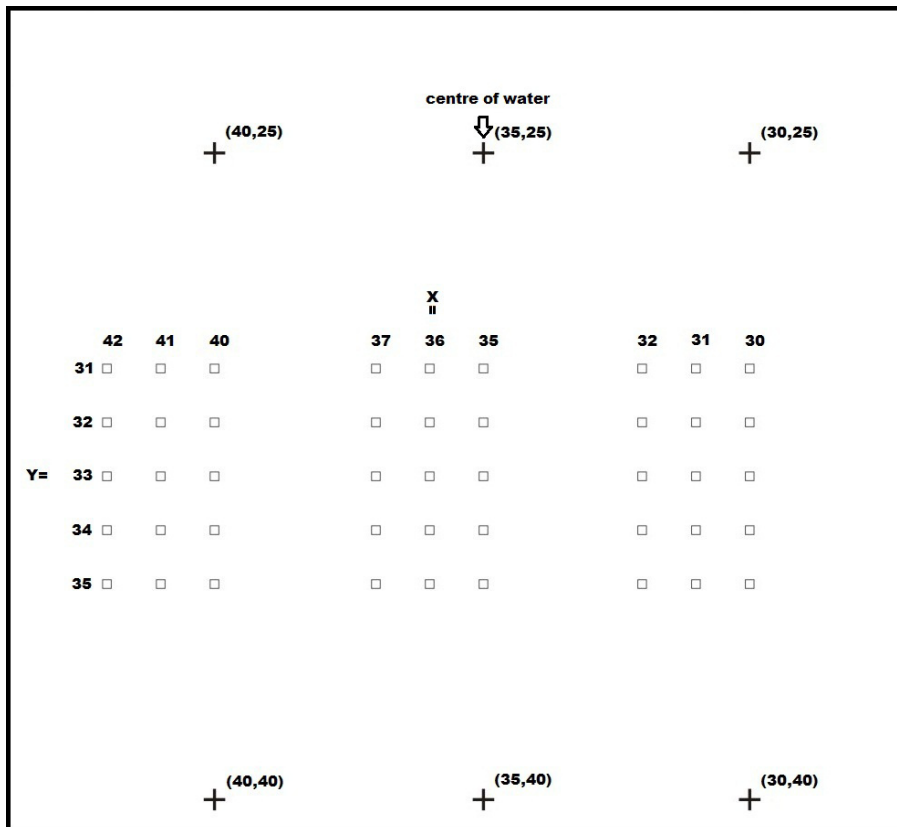 centre of water
(40,25) (35,25) (30,25)
X
=
42 41 40 37 36 35 32 31 30
31
32
Y= 33
34
35
(40,40) (35,40) (30,40)